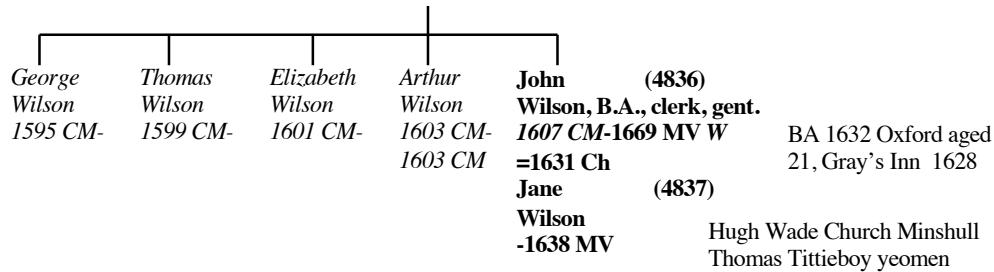 George
Wilson
1595 CM-
Thomas
Wilson
1599 CM-
Elizabeth
Wilson
1601 CM-
Arthur
Wilson
1603 CM-
1603 CM
John (4836)
Wilson, B.A., clerk, gent.
1607 CM-1669 MV W
=1631 Ch
Jane (4837)
Wilson
-1638 MV
BA 1632 Oxford aged
21, Gray’s Inn 1628
Hugh Wade Church Minshull
Thomas Tittieboy yeomen